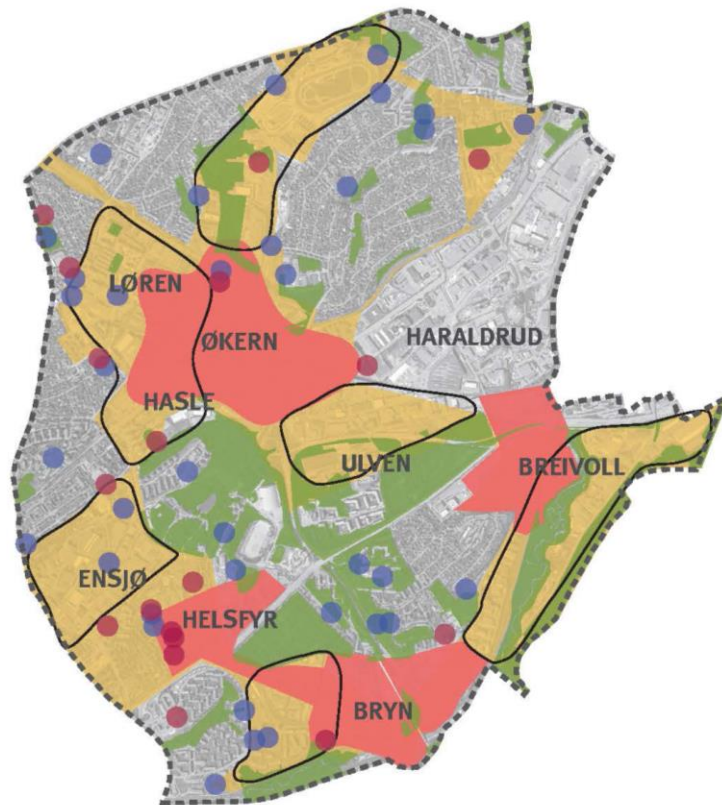 LØREN
ØKERN
HARALDRUD
HASLE
ULVEN
BREIVOLL
ENSJØ
HELSFYR
BRYN